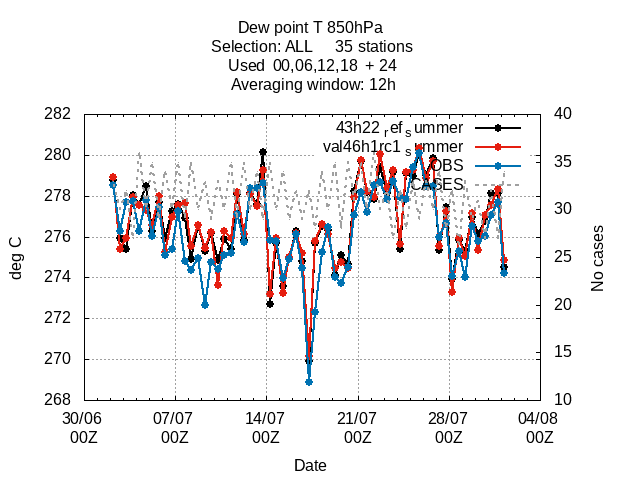 Dew point T 850hPa
Selection: ALL 35 stations
Used 00,06,12,18 + 24
Averaging window: 12h
282 40
43h22 ref summer
val46h1rc1 summer
280 OBS 35
CASES
278 30
276 25
274
272 20
270 15
268 10
deg C
No cases
30/06 07/07 14/07 21/07 28/07 04/08
00Z 00Z 00Z 00Z 00Z 00Z
Date